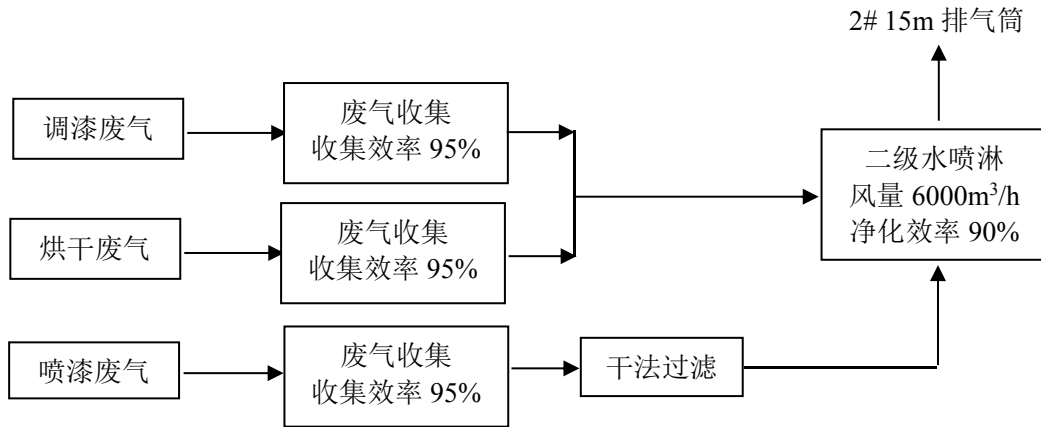 2# 15m 排气筒
调漆废气
废气收集
收集效率 95%
二级水喷淋
风量 6000m³/h
净化效率 90%
烘干废气
废气收集
收集效率 95%
喷漆废气
废气收集
收集效率 95%
干法过滤